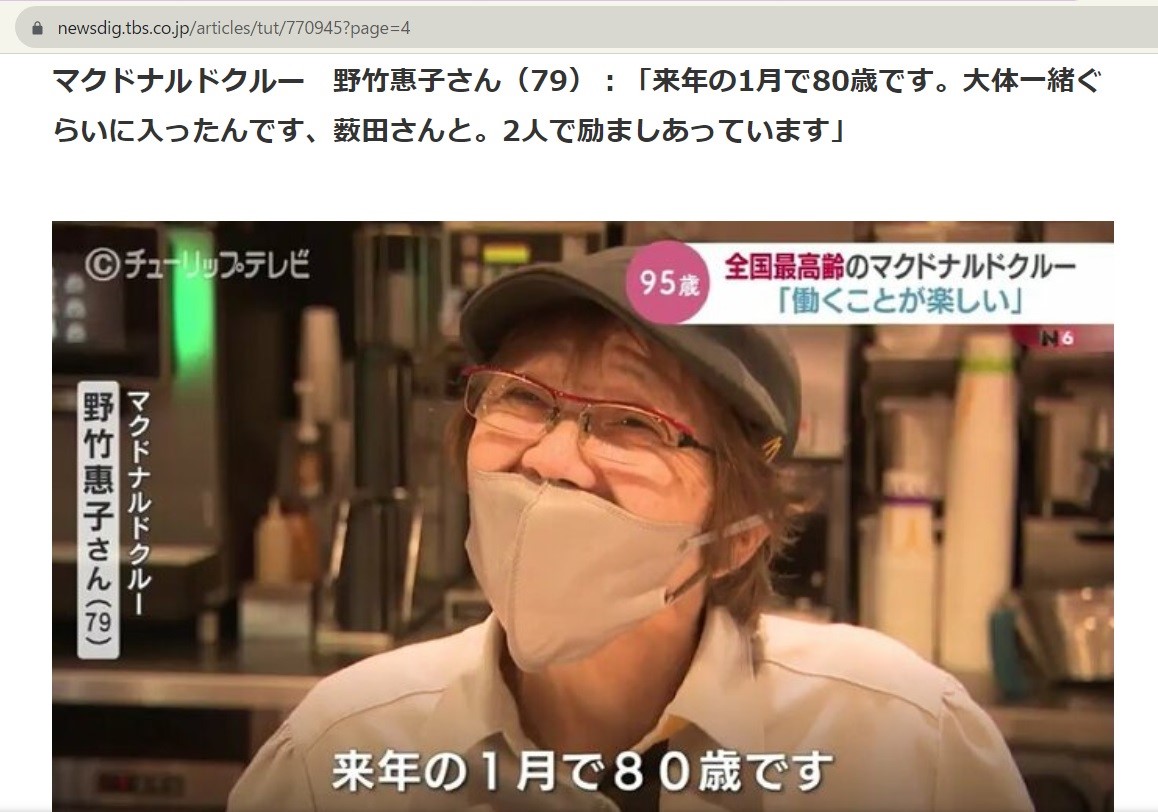 newsdig.tbs.co.jp/articles/tut/770945?page=4
マクドナルドクルー　野竹惠子さん（79）：「来年の1月で80歳です。大体一緒ぐ
らいに入ったんです、薮田さんと。2人で励ましあっています」
©チューリップテレビ
95歳
全国最高齢のマクドナルドクルー
「働くことが楽しい」
N6
マクドナルドクルー
野竹惠子さん（79）
来年の１月で８０歳です